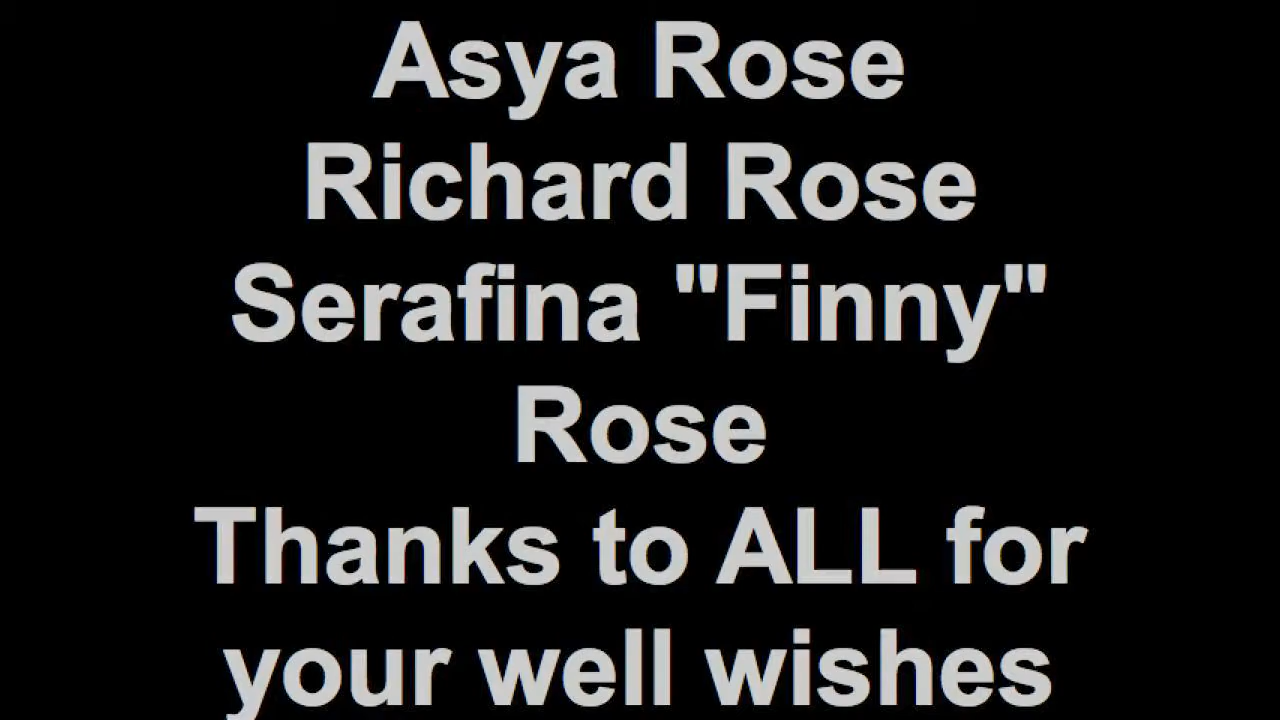 Asya Rose
Richard Rose
Serafina "Finny"
Rose
Thanks to ALL for
your well wishes